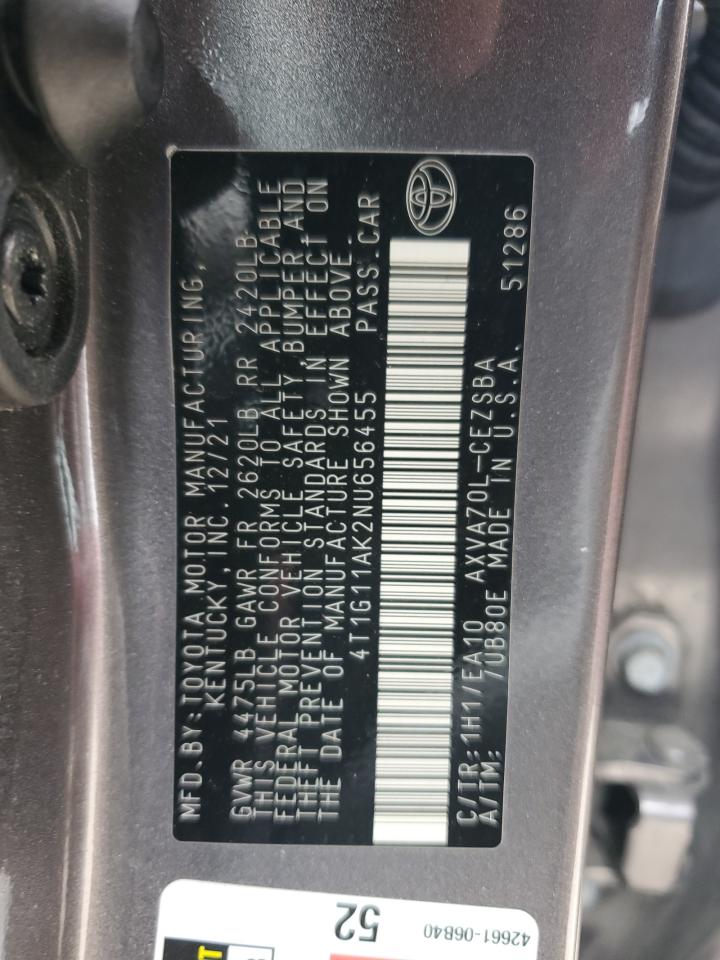 MFD.BY:TOYOTA MOTOR MANUFACTURING,
KENTUCKY, INC. 12/21
GVWR 4475LB GAWR FR 2620LB RR 2420LB
THIS VEHICLE CONFORMS TO ALL APPLICABLE
FEDERAL MOTOR VEHICLE SAFETY, BUMPER, AND
THEFT PREVENTION STANDARDS IN EFFECT ON
THE DATE OF MANUFACTURE SHOWN ABOVE.
4T1G11AK2NU656455 PASS.CAR
C/TR:1H1/EA10 AXVA70L-CEZSBA
A/TM: /UB80E MADE IN U.S.A. 51286
52
42661-06B40